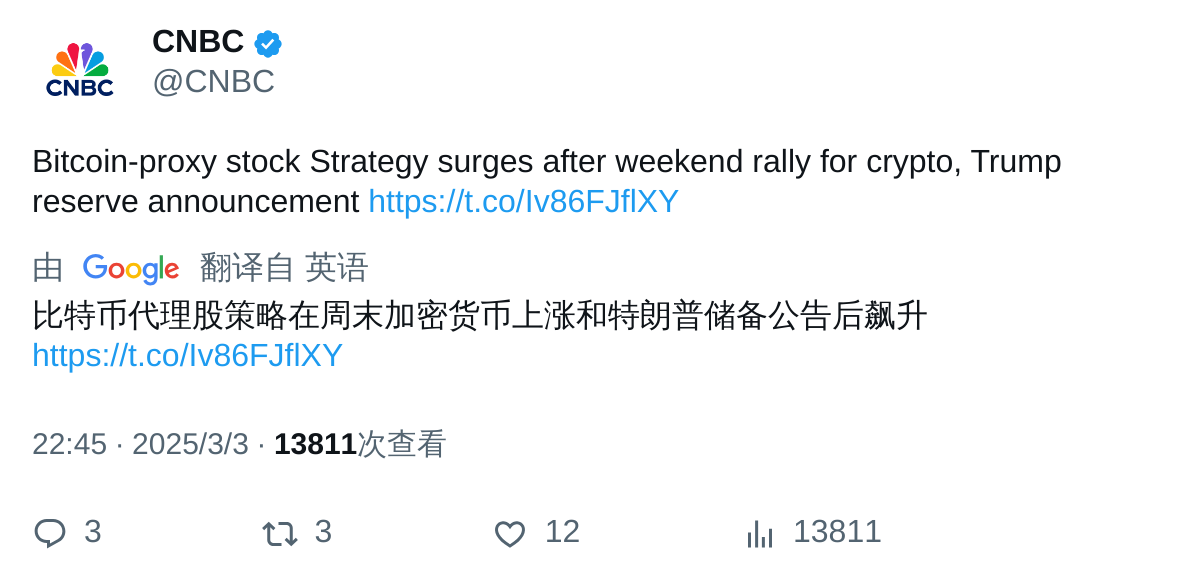 CNBC
CNBC
@CNBC
Bitcoin-proxy stock Strategy surges after weekend rally for crypto, Trump
reserve announcement https://t.co/Iv86FJflXY
由 Google 翻译自 英语
比特币代理股策略在周末加密货币上涨和特朗普储备公告后飙升
https://t.co/Iv86FJflXY
22:45 · 2025/3/3 · 13811次查看
3 3 12 13811